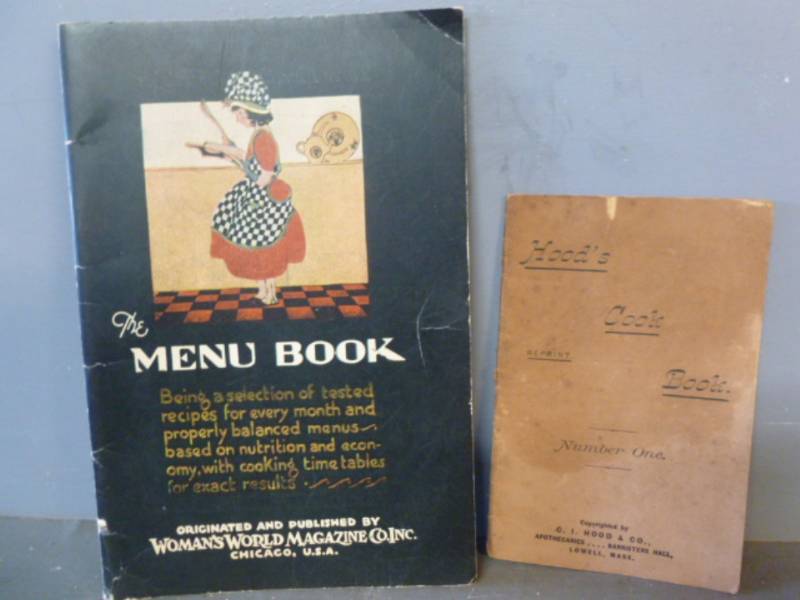 The
MENU BOOK
Being a selection of tested
recipes for every month and
properly balanced menus
based on nutrition and econ-
omy, with cooking time tables
for exact results.
ORIGINATED AND PUBLISHED BY
WOMAN'S WORLD MAGAZINE CO. INC.
CHICAGO, U.S.A.
Hood's
Cook
REPRINT
Book.
Number One.
Copyrighted by
C. I. HOOD & CO.,
APOTHECARIES .... BARRISTERS HALL,
LOWELL, MASS.